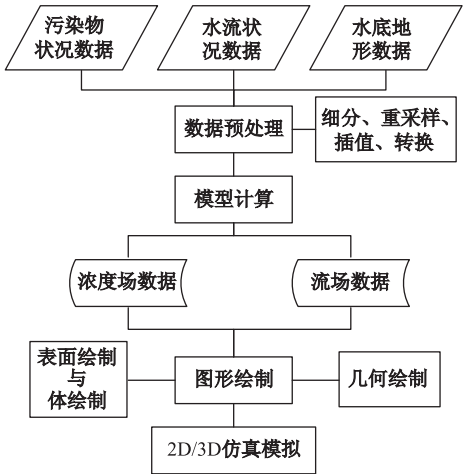 污染物
状况数据
水流状
况数据
水底地
形数据
数据预处理
细分、重采样、
插值、转换
模型计算
浓度场数据
流场数据
表面绘制
与
体绘制
图形绘制
几何绘制
2D/3D仿真模拟